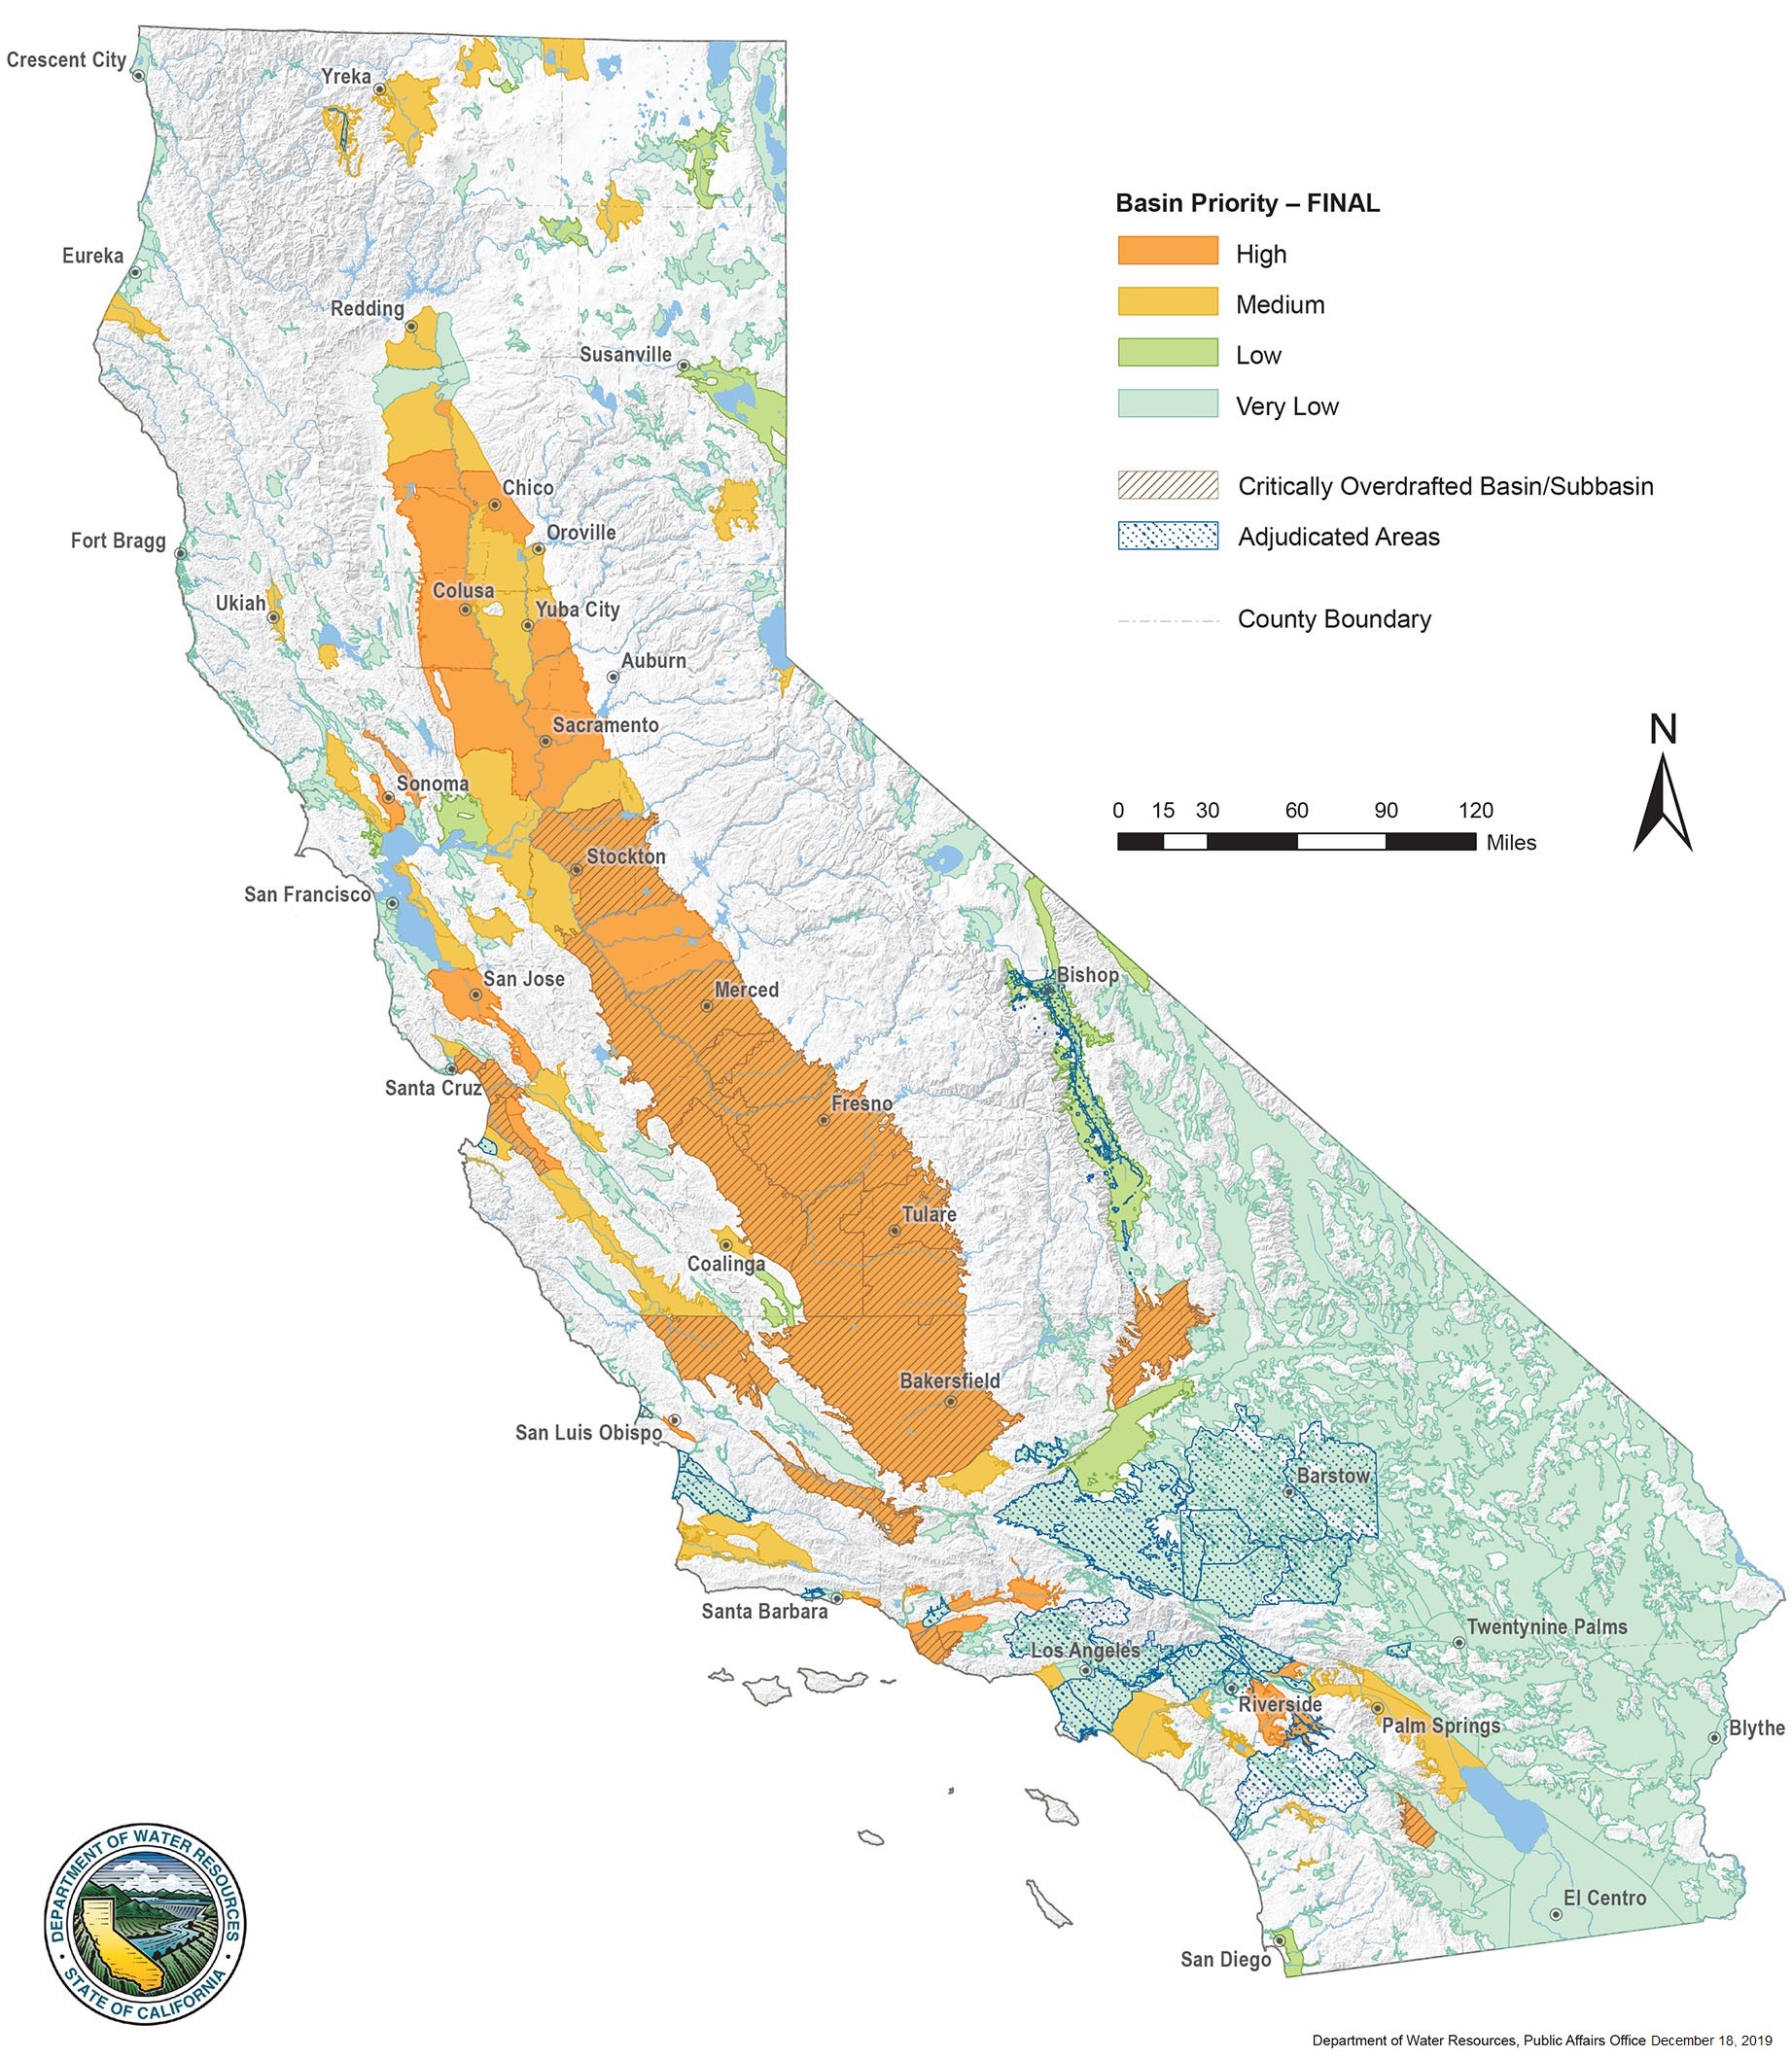 Crescent City
Yreka
Eureka
Redding
Susanville
Chico
Oroville
Fort Bragg
Colusa
Ukiah
Yuba City
Auburn
Sacramento
Sonoma
Stockton
San Francisco
San Jose
Merced
Bishop
Santa Cruz
Fresno
Tulare
Coalinga
Bakersfield
San Luis Obispo
Barstow
Santa Barbara
Los Angeles
Twentynine Palms
Riverside
Palm Springs
Blythe
El Centro
San Diego
Basin Priority – FINAL
High
Medium
Low
Very Low
Critically Overdrafted Basin/Subbasin
Adjudicated Areas
County Boundary
N
0 15 30 60 90 120
Miles
DEPARTMENT OF WATER RESOURCES
• STATE OF CALIFORNIA •
Department of Water Resources, Public Affairs Office December 18, 2019